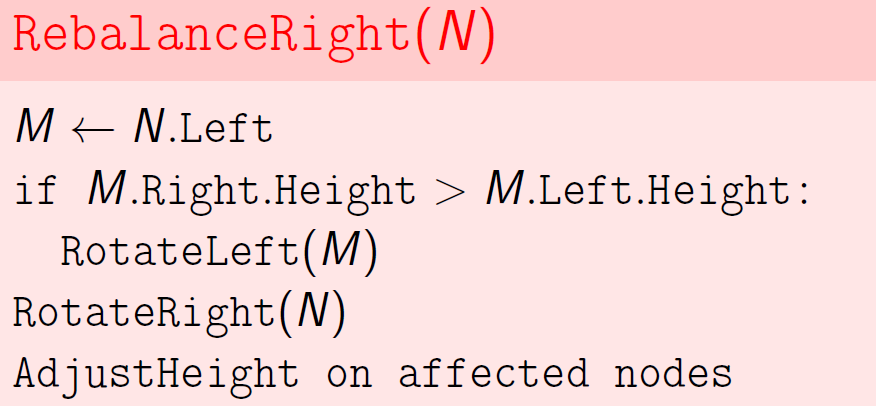 RebalanceRight(N)
M ← N.Left
if M.Right.Height > M.Left.Height:
RotateLeft(M)
RotateRight(N)
AdjustHeight on affected nodes